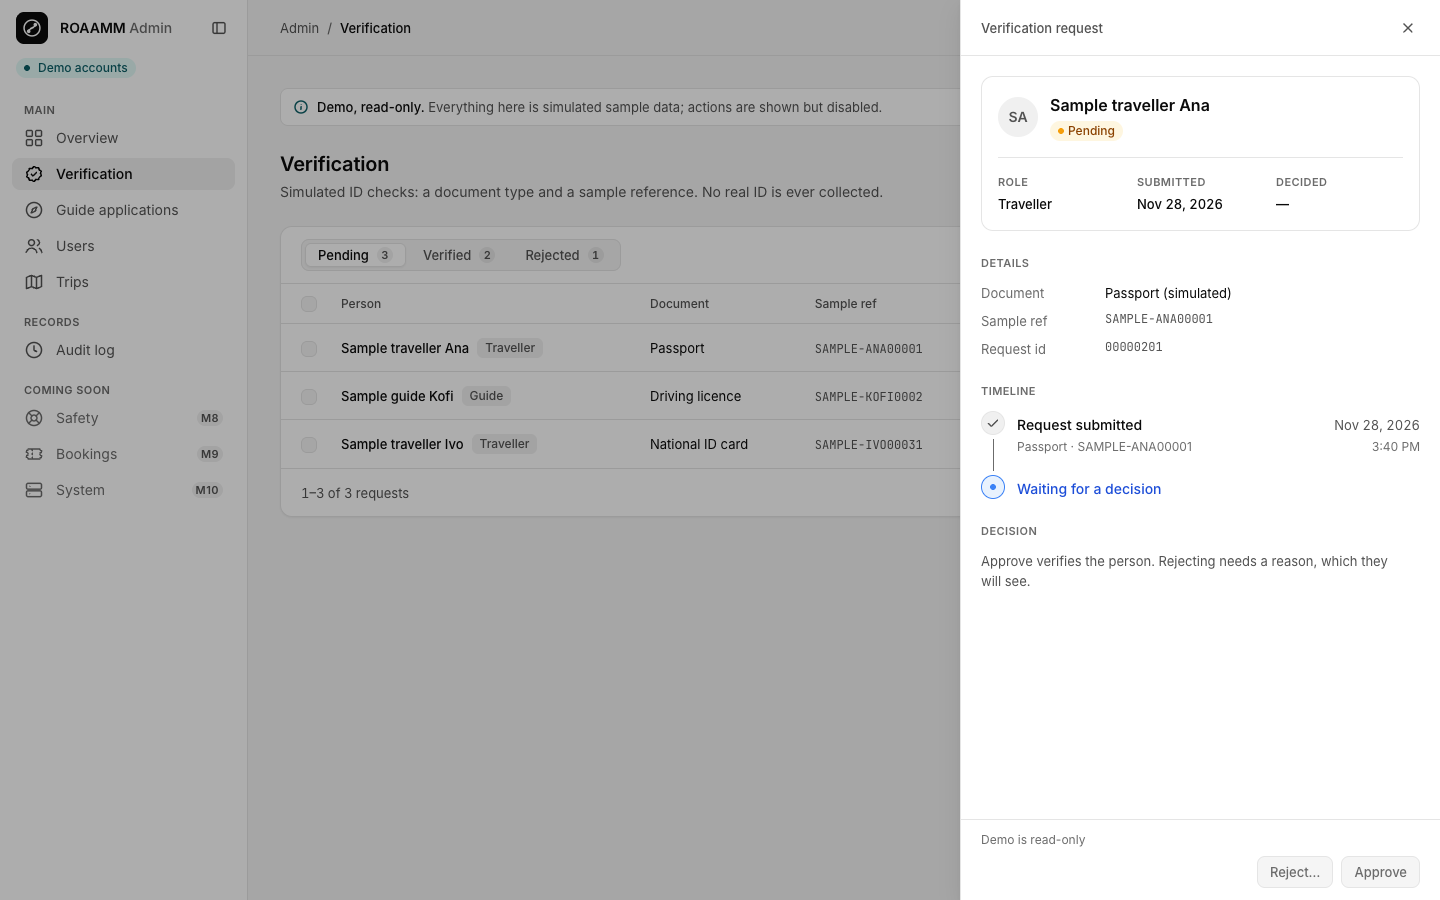 ROAAMM Admin
Demo accounts
MAIN
Overview
Verification
Guide applications
Users
Trips
RECORDS
Audit log
COMING SOON
Safety M8
Bookings M9
System M10
Admin / Verification
Demo, read-only. Everything here is simulated sample data; actions are shown but disabled.
Verification
Simulated ID checks: a document type and a sample reference. No real ID is ever collected.
Pending 3 Verified 2 Rejected 1
Person Document Sample ref
Sample traveller Ana Traveller Passport SAMPLE-ANA00001
Sample guide Kofi Guide Driving licence SAMPLE-KOFI0002
Sample traveller Ivo Traveller National ID card SAMPLE-IVO00031
1–3 of 3 requests
Verification request
SA
Sample traveller Ana
Pending
ROLE SUBMITTED DECIDED
Traveller Nov 28, 2026 —
DETAILS
Document Passport (simulated)
Sample ref SAMPLE-ANA00001
Request id 00000201
TIMELINE
Request submitted Nov 28, 2026
Passport · SAMPLE-ANA00001 3:40 PM
Waiting for a decision
DECISION
Approve verifies the person. Rejecting needs a reason, which they
will see.
Demo is read-only
Reject... Approve